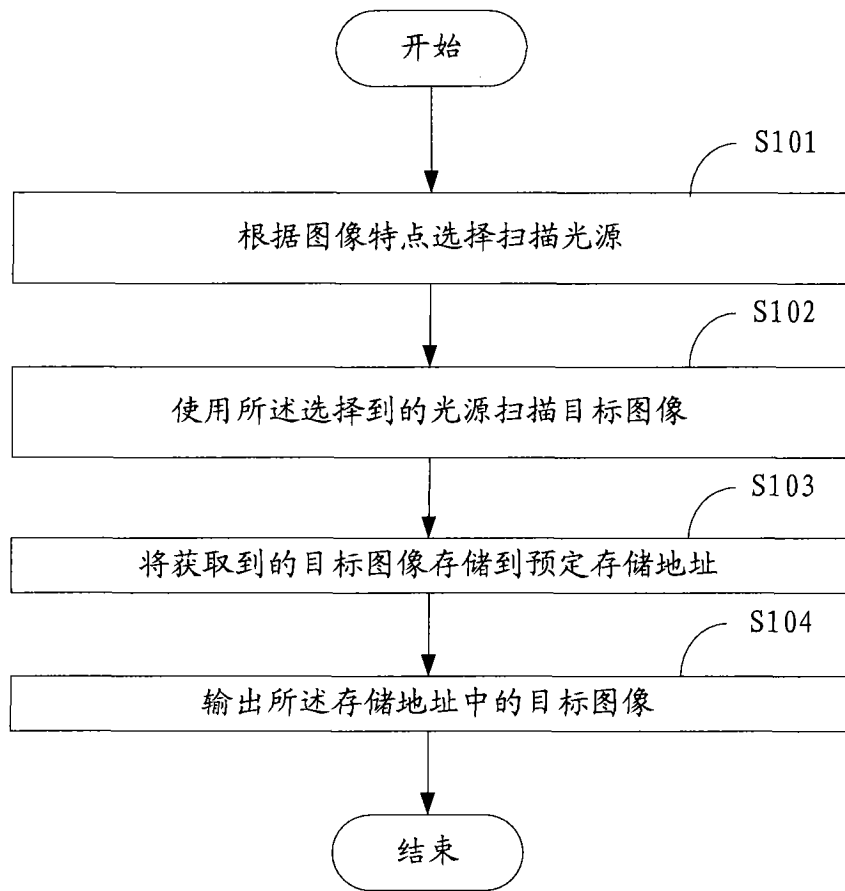 开始
S101
根据图像特点选择扫描光源
S102
使用所述选择到的光源扫描目标图像
S103
将获取到的目标图像存储到预定存储地址
S104
输出所述存储地址中的目标图像
结束